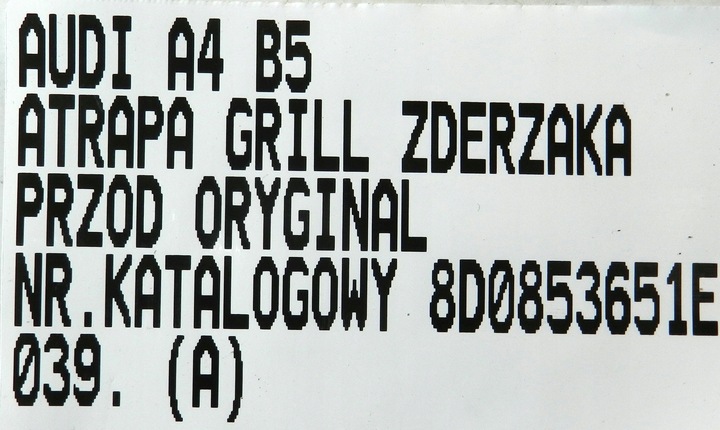 AUDI A4 B5
ATRAPA GRILL ZDERZAKA
PRZOD ORYGINAL
NR.KATALOGOWY 8D0853651E
039. (A)